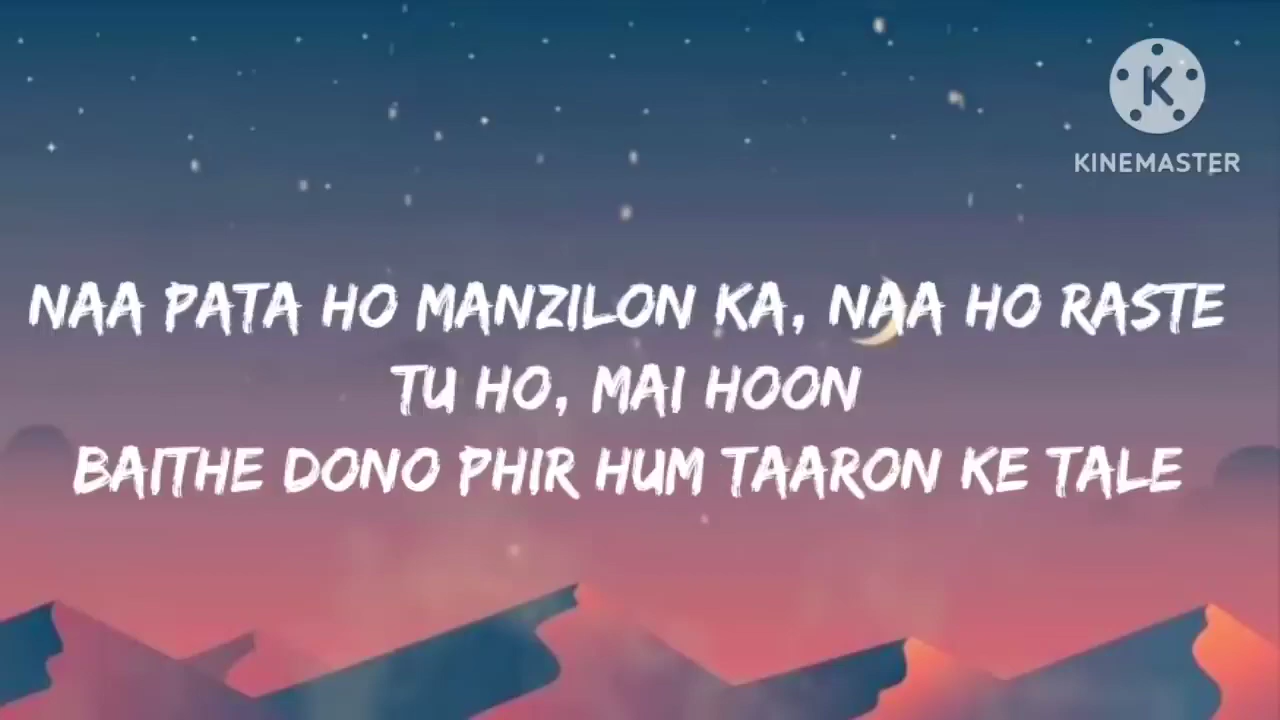 KINEMASTER
NAA PATA HO MANZILON KA, NAA HO RASTE
TU HO, MAI HOON
BAITHE DONO PHIR HUM TAARON KE TALE